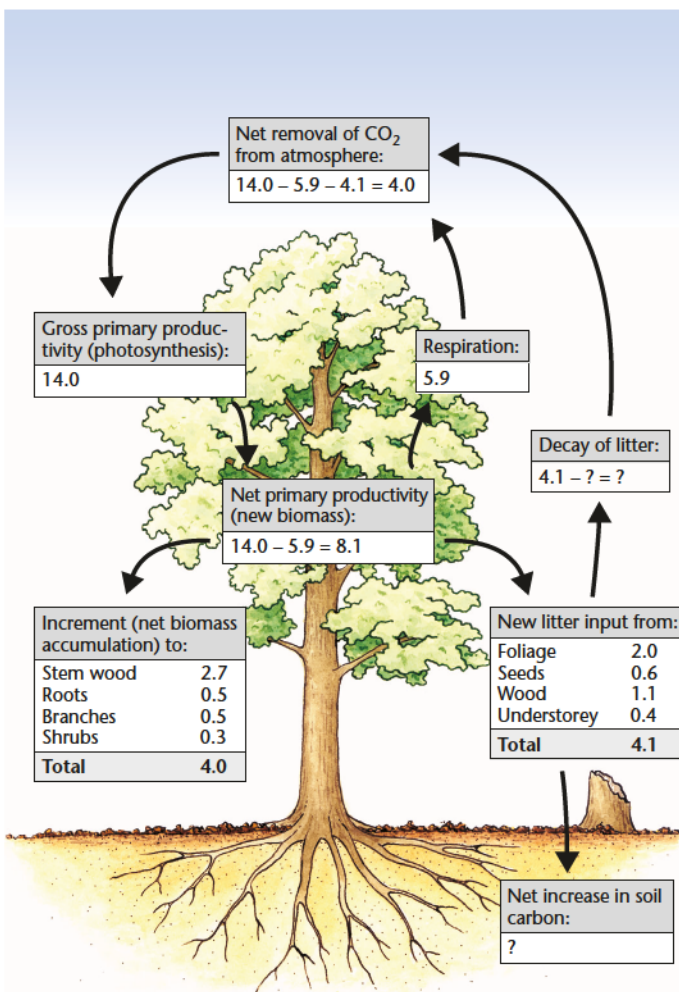 Net removal of CO₂
from atmosphere:
14.0 – 5.9 – 4.1 = 4.0
Gross primary produc-
tivity (photosynthesis):
14.0
Respiration:
5.9
Decay of litter:
4.1 – ? = ?
Net primary productivity
(new biomass):
14.0 – 5.9 = 8.1
Increment (net biomass
accumulation) to:
Stem wood 2.7
Roots 0.5
Branches 0.5
Shrubs 0.3
Total 4.0
New litter input from:
Foliage 2.0
Seeds 0.6
Wood 1.1
Understorey 0.4
Total 4.1
Net increase in soil
carbon:
?